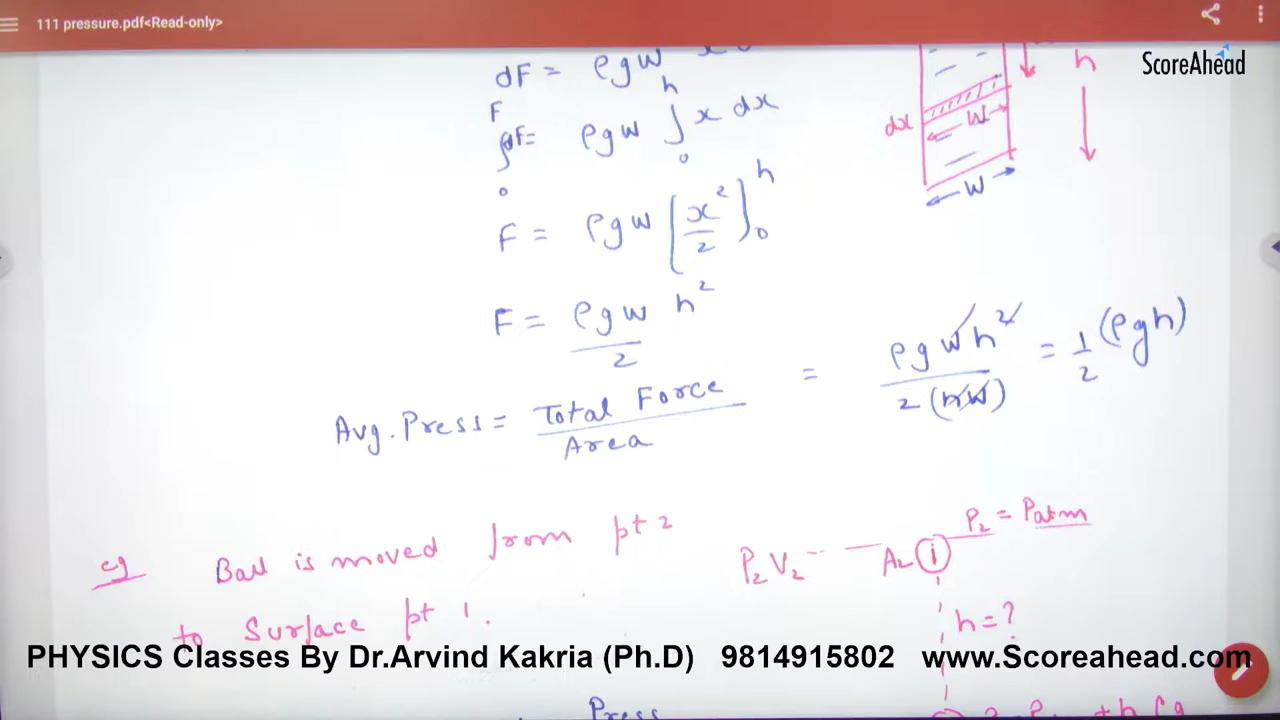 111 pressure.pdf<Read-only>
ScoreAhead
dF = ρgw x
F h
∫dF = ρgw ∫ x dx
0 0
dx
w
w
h
F = ρgw [x²/2]₀ʰ
F = ρgw h² / 2
Avg. Press = Total Force / Area = ρgwh² / 2(hw) = 1/2 (ρgh)
eg Ball is moved from pt 2
to Surface pt 1.
P₂V₂ -- — A₂ (i) P₂ = Patm
h = ?
PHYSICS Classes By Dr.Arvind Kakria (Ph.D) 9814915802 www.Scoreahead.com
Press
+h ρg